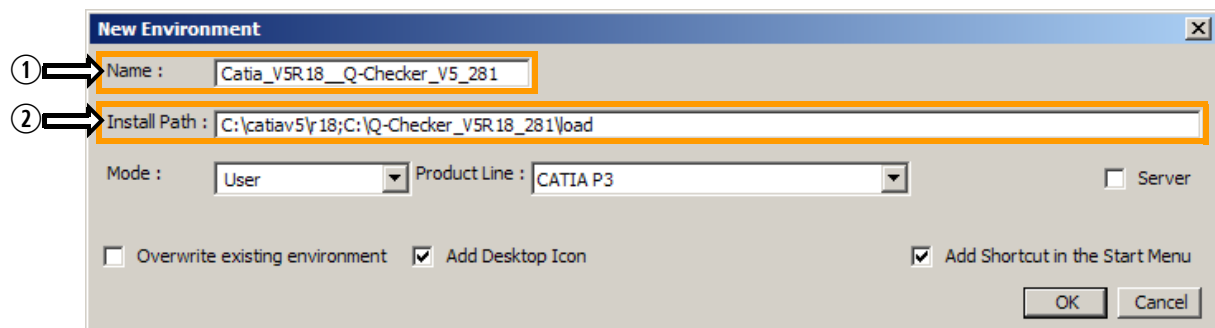 New Environment
① Name : Catia_V5R18__Q-Checker_V5_281
② Install Path : C:\catiav5\r18;C:\Q-Checker_V5R18_281\load
Mode : User Product Line : CATIA P3 Server
Overwrite existing environment Add Desktop Icon Add Shortcut in the Start Menu
OK Cancel